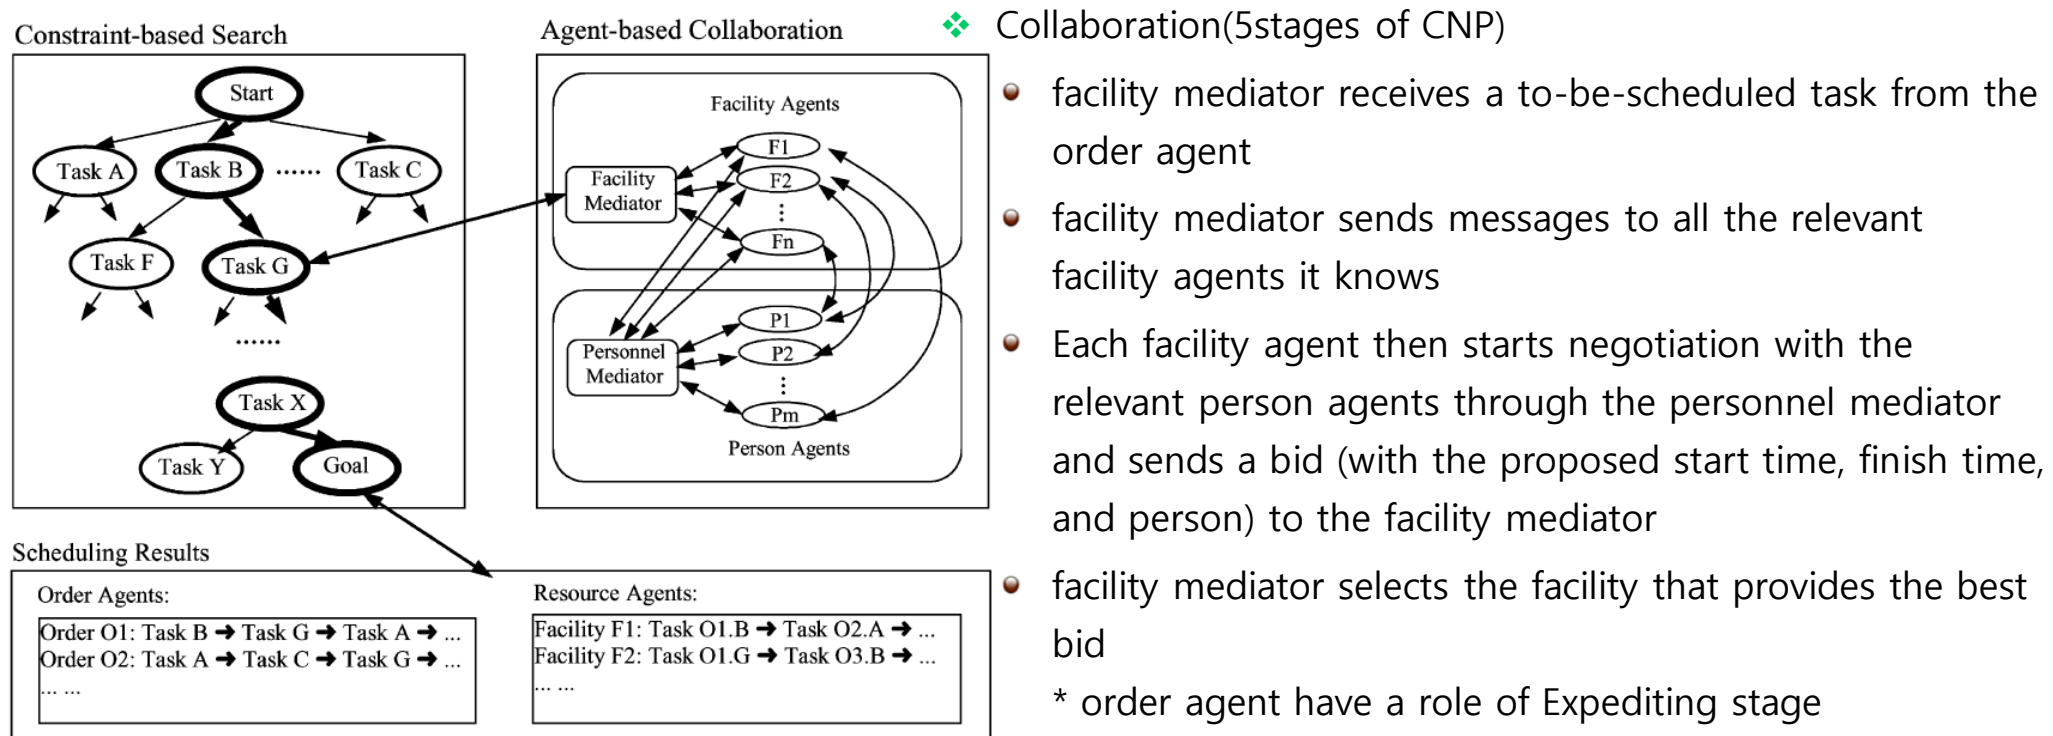 Constraint-based Search
Start
Task A
Task B
......
Task C
Task F
Task G
......
Task X
Task Y
Goal
Agent-based Collaboration
Facility Agents
F1
Facility
Mediator
F2
Fn
P1
Personnel
Mediator
P2
Pm
Person Agents
Scheduling Results
Order Agents:
Order O1: Task B ➔ Task G ➔ Task A ➔ ...
Order O2: Task A ➔ Task C ➔ Task G ➔ ...
... ...
Resource Agents:
Facility F1: Task O1.B ➔ Task O2.A ➔ ...
Facility F2: Task O1.G ➔ Task O3.B ➔ ...
... ...
❖ Collaboration(5stages of CNP)
• facility mediator receives a to-be-scheduled task from the
order agent
• facility mediator sends messages to all the relevant
facility agents it knows
• Each facility agent then starts negotiation with the
relevant person agents through the personnel mediator
and sends a bid (with the proposed start time, finish time,
and person) to the facility mediator
• facility mediator selects the facility that provides the best
bid
* order agent have a role of Expediting stage